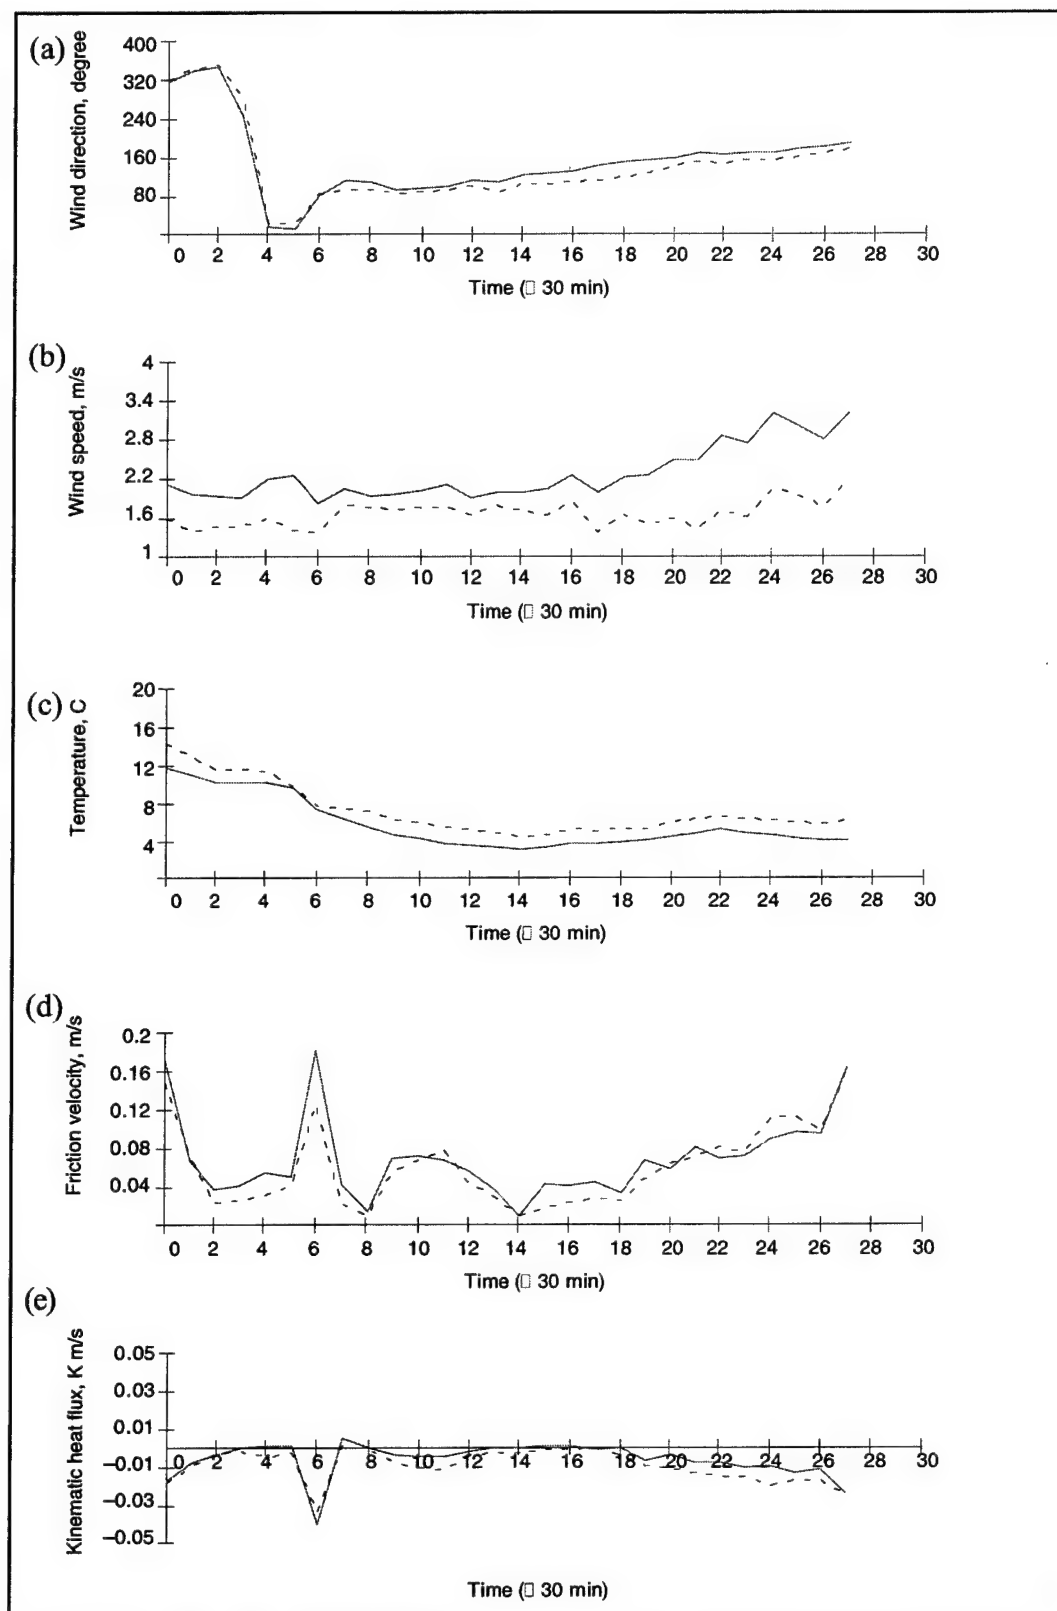 (a)
Wind direction, degree
400
320
240
160
80
0 2 4 6 8 10 12 14 16 18 20 22 24 26 28 30
Time (▯ 30 min)
(b)
Wind speed, m/s
4
3.4
2.8
2.2
1.6
1
0 2 4 6 8 10 12 14 16 18 20 22 24 26 28 30
Time (▯ 30 min)
(c)
Temperature, C
20
16
12
8
4
0 2 4 6 8 10 12 14 16 18 20 22 24 26 28 30
Time (▯ 30 min)
(d)
Friction velocity, m/s
0.2
0.16
0.12
0.08
0.04
0 2 4 6 8 10 12 14 16 18 20 22 24 26 28 30
Time (▯ 30 min)
(e)
Kinematic heat flux, K m/s
0.05
0.03
0.01
–0.01
–0.03
–0.05
0 2 4 6 8 10 12 14 16 18 20 22 24 26 28 30
Time (▯ 30 min)